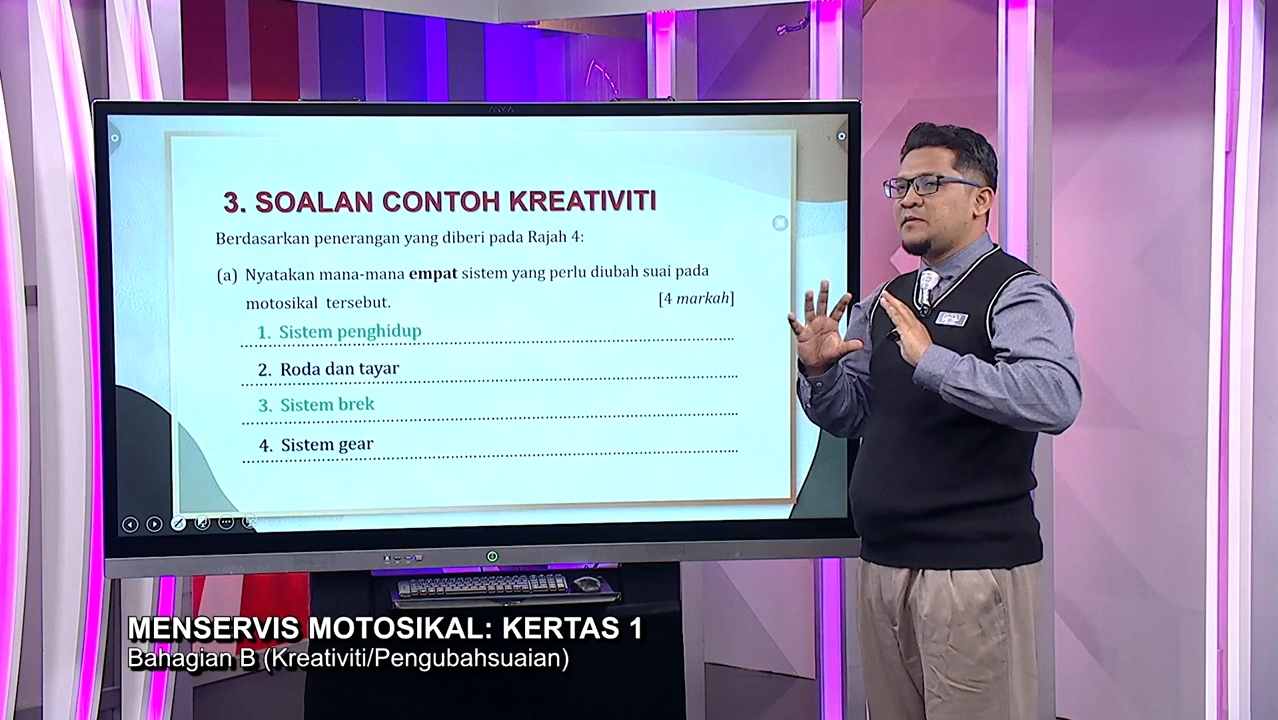 3. SOALAN CONTOH KREATIVITI
Berdasarkan penerangan yang diberi pada Rajah 4:
(a) Nyatakan mana-mana empat sistem yang perlu diubah suai pada
motosikal tersebut. [4 markah]
1. Sistem penghidup
2. Roda dan tayar
3. Sistem brek
4. Sistem gear
MENSERVIS MOTOSIKAL: KERTAS 1
Bahagian B (Kreativiti/Pengubahsuaian)